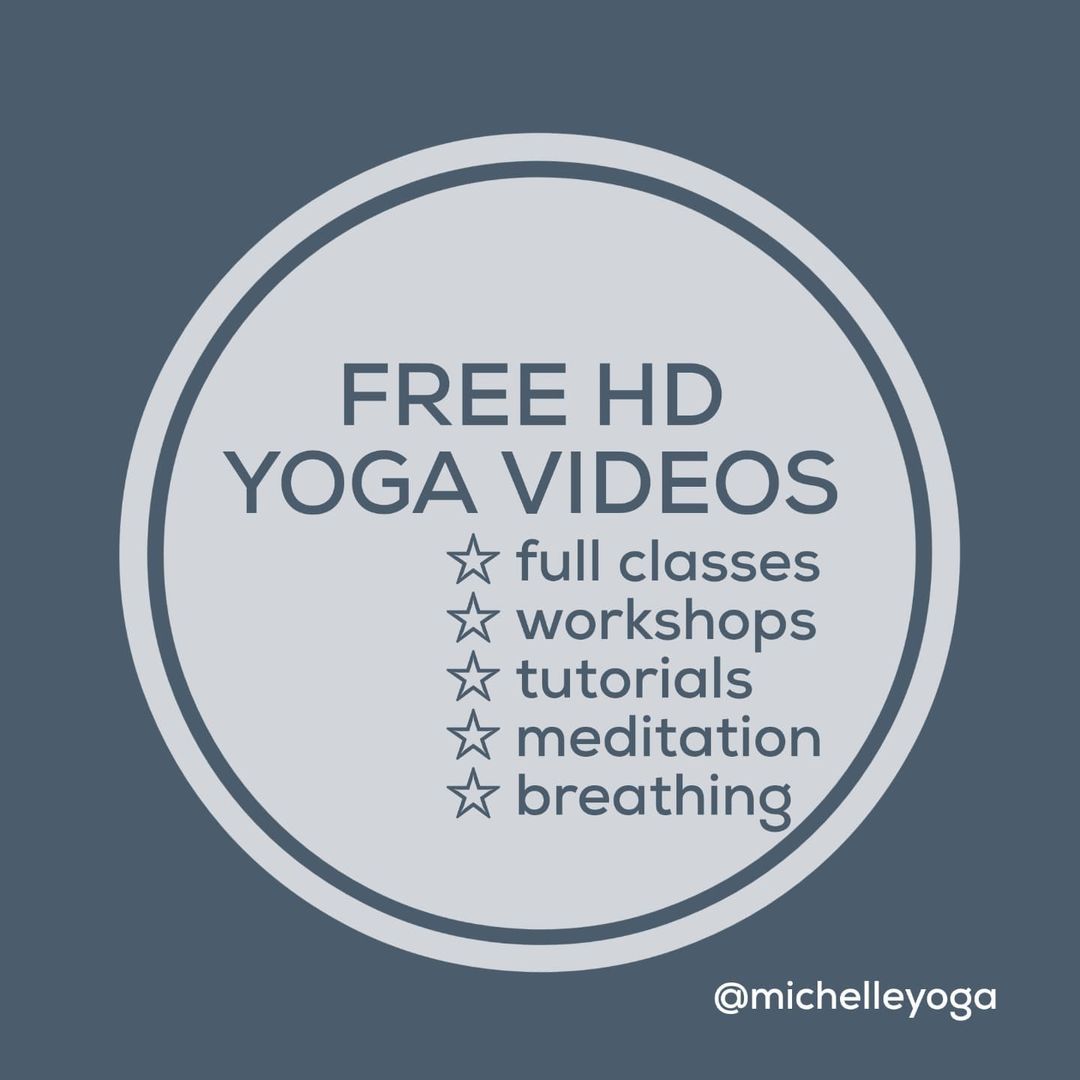 FREE HD
YOGA VIDEOS
☆ full classes
☆ workshops
☆ tutorials
☆ meditation
☆ breathing
@michelleyoga